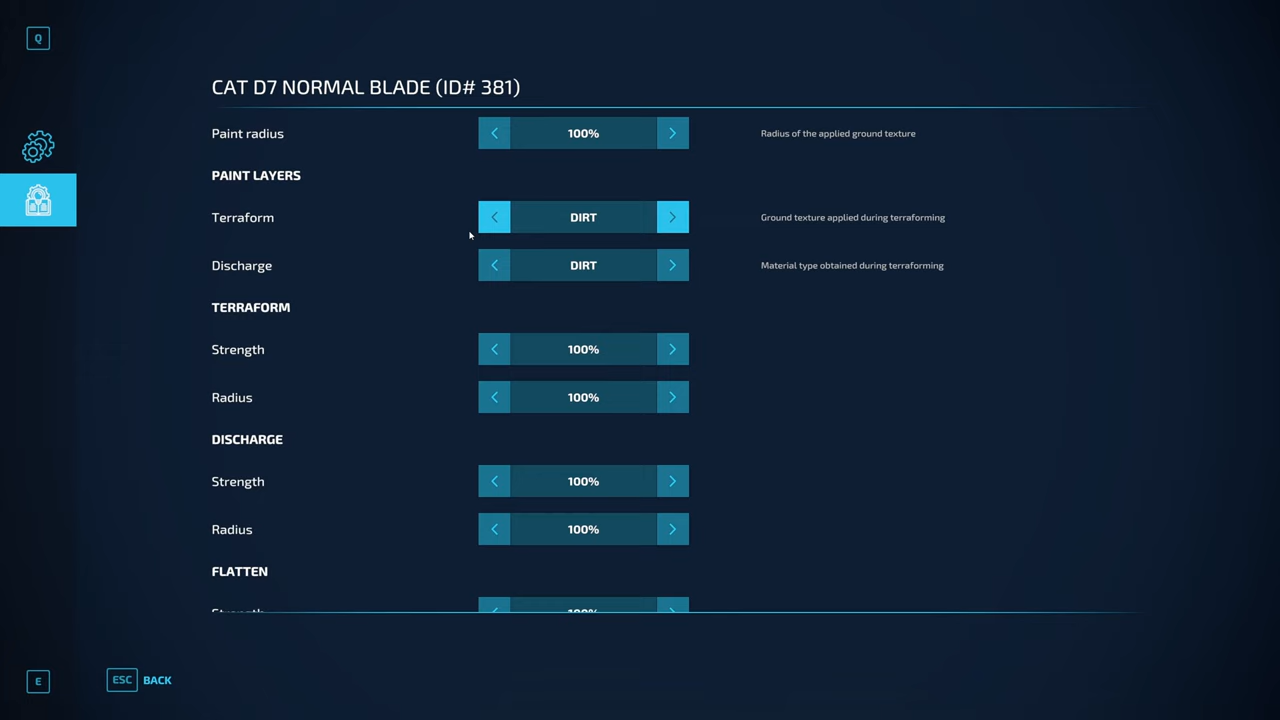 Q
CAT D7 NORMAL BLADE (ID# 381)
Paint radius 100% Radius of the applied ground texture
PAINT LAYERS
Terraform DIRT Ground texture applied during terraforming
Discharge DIRT Material type obtained during terraforming
TERRAFORM
Strength 100%
Radius 100%
DISCHARGE
Strength 100%
Radius 100%
FLATTEN
Strength 100%
E ESC BACK